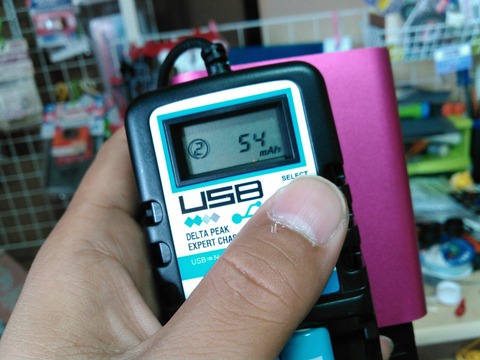 ② 54 mAh
SELECT
USB
DELTA PEAK
EXPERT CHA
USB⇒N